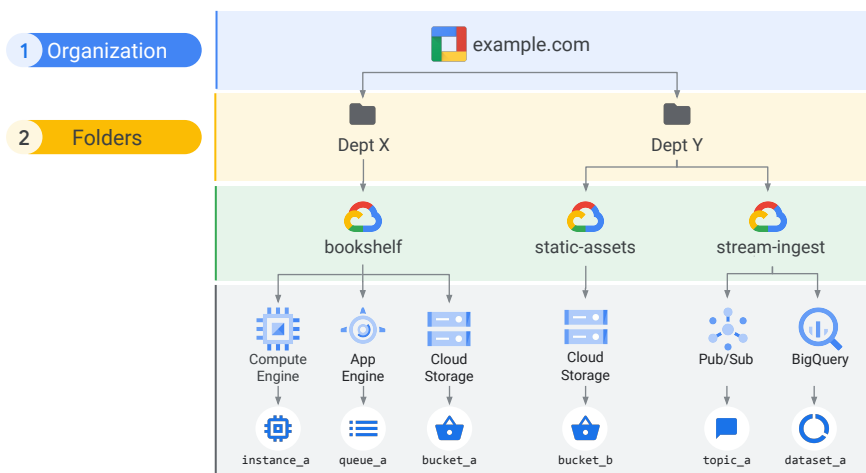 1 Organization
example.com
2 Folders
Dept X
Dept Y
bookshelf
static-assets
stream-ingest
Compute
Engine
App
Engine
Cloud
Storage
Cloud
Storage
Pub/Sub
BigQuery
instance_a
queue_a
bucket_a
bucket_b
topic_a
dataset_a